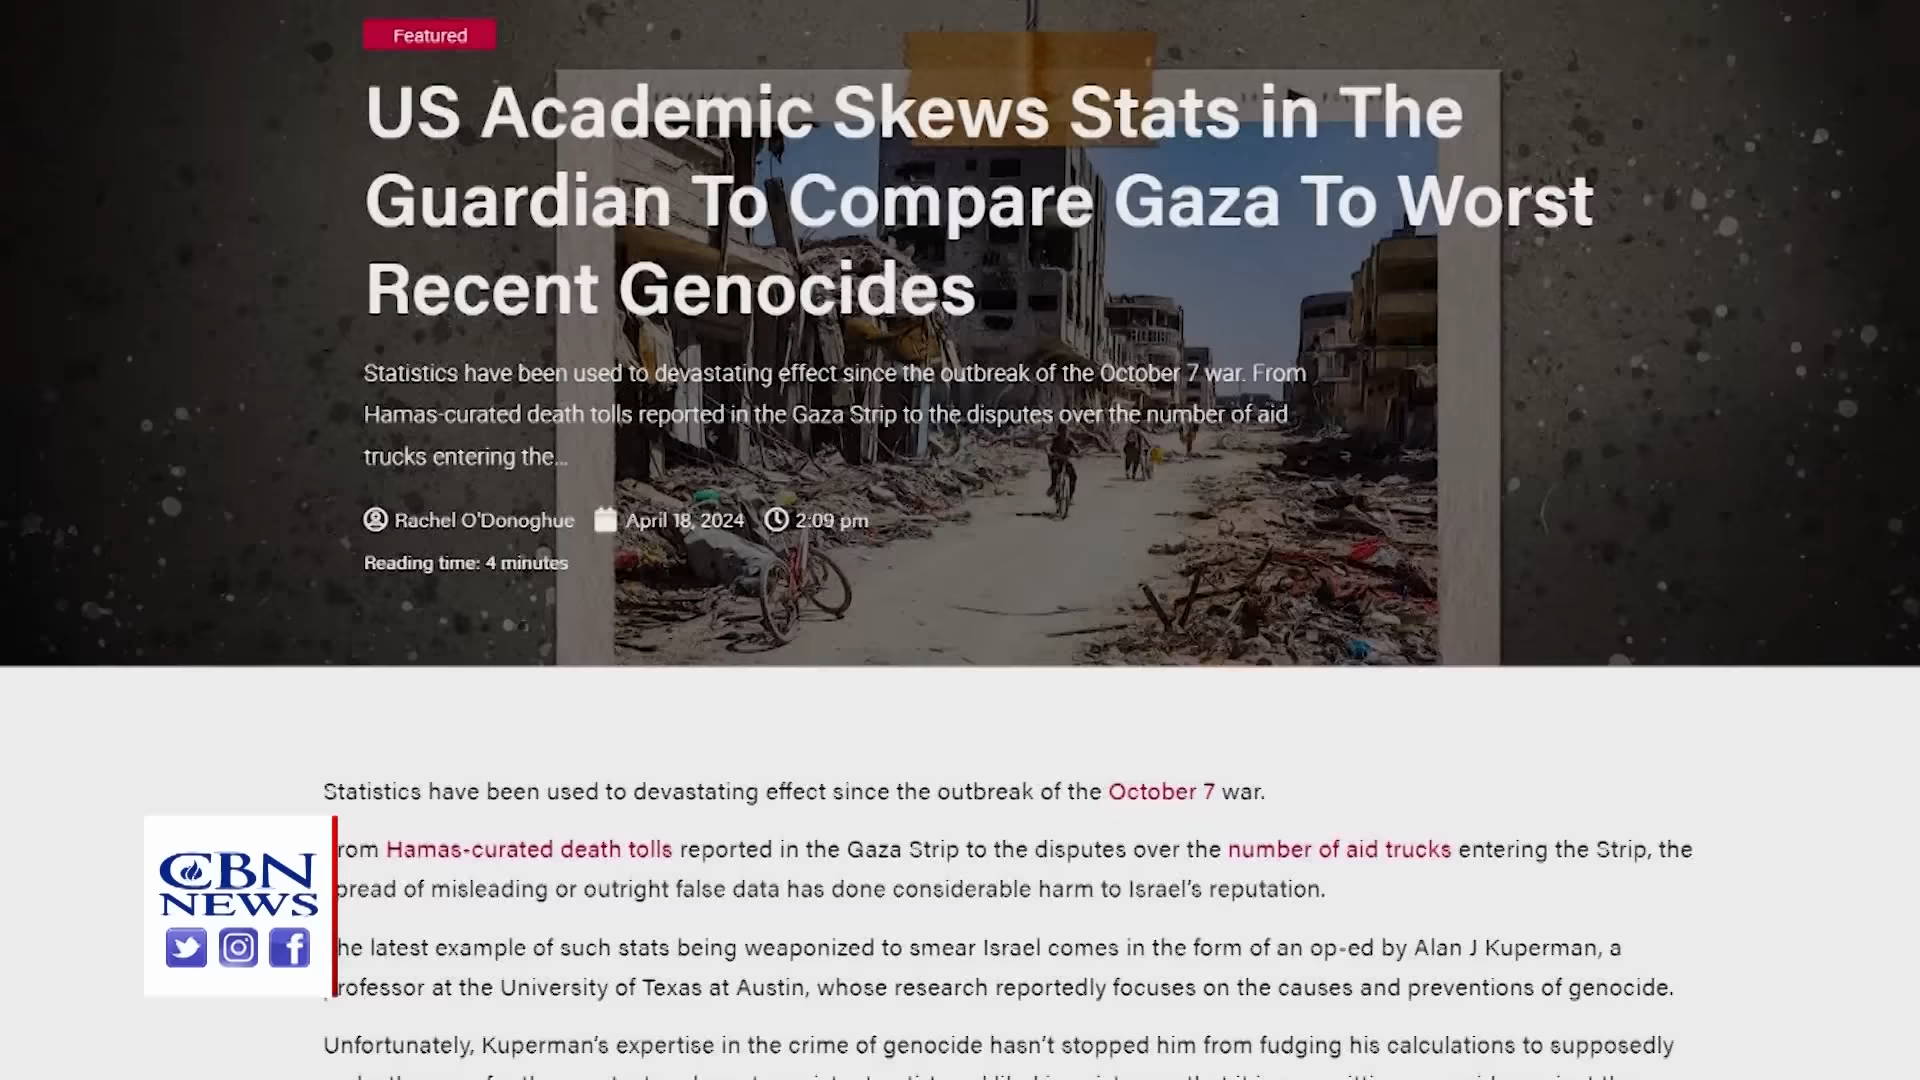 Featured
US Academic Skews Stats in The
Guardian To Compare Gaza To Worst
Recent Genocides
Statistics have been used to devastating effect since the outbreak of the October 7 war. From
Hamas-curated death tolls reported in the Gaza Strip to the disputes over the number of aid
trucks entering the...
Rachel O'Donoghue April 18, 2024 2:09 pm
Reading time: 4 minutes
Statistics have been used to devastating effect since the outbreak of the October 7 war.
rom Hamas-curated death tolls reported in the Gaza Strip to the disputes over the number of aid trucks entering the Strip, the
pread of misleading or outright false data has done considerable harm to Israel's reputation.
he latest example of such stats being weaponized to smear Israel comes in the form of an op-ed by Alan J Kuperman, a
professor at the University of Texas at Austin, whose research reportedly focuses on the causes and preventions of genocide.
Unfortunately, Kuperman's expertise in the crime of genocide hasn't stopped him from fudging his calculations to supposedly
CBN
NEWS